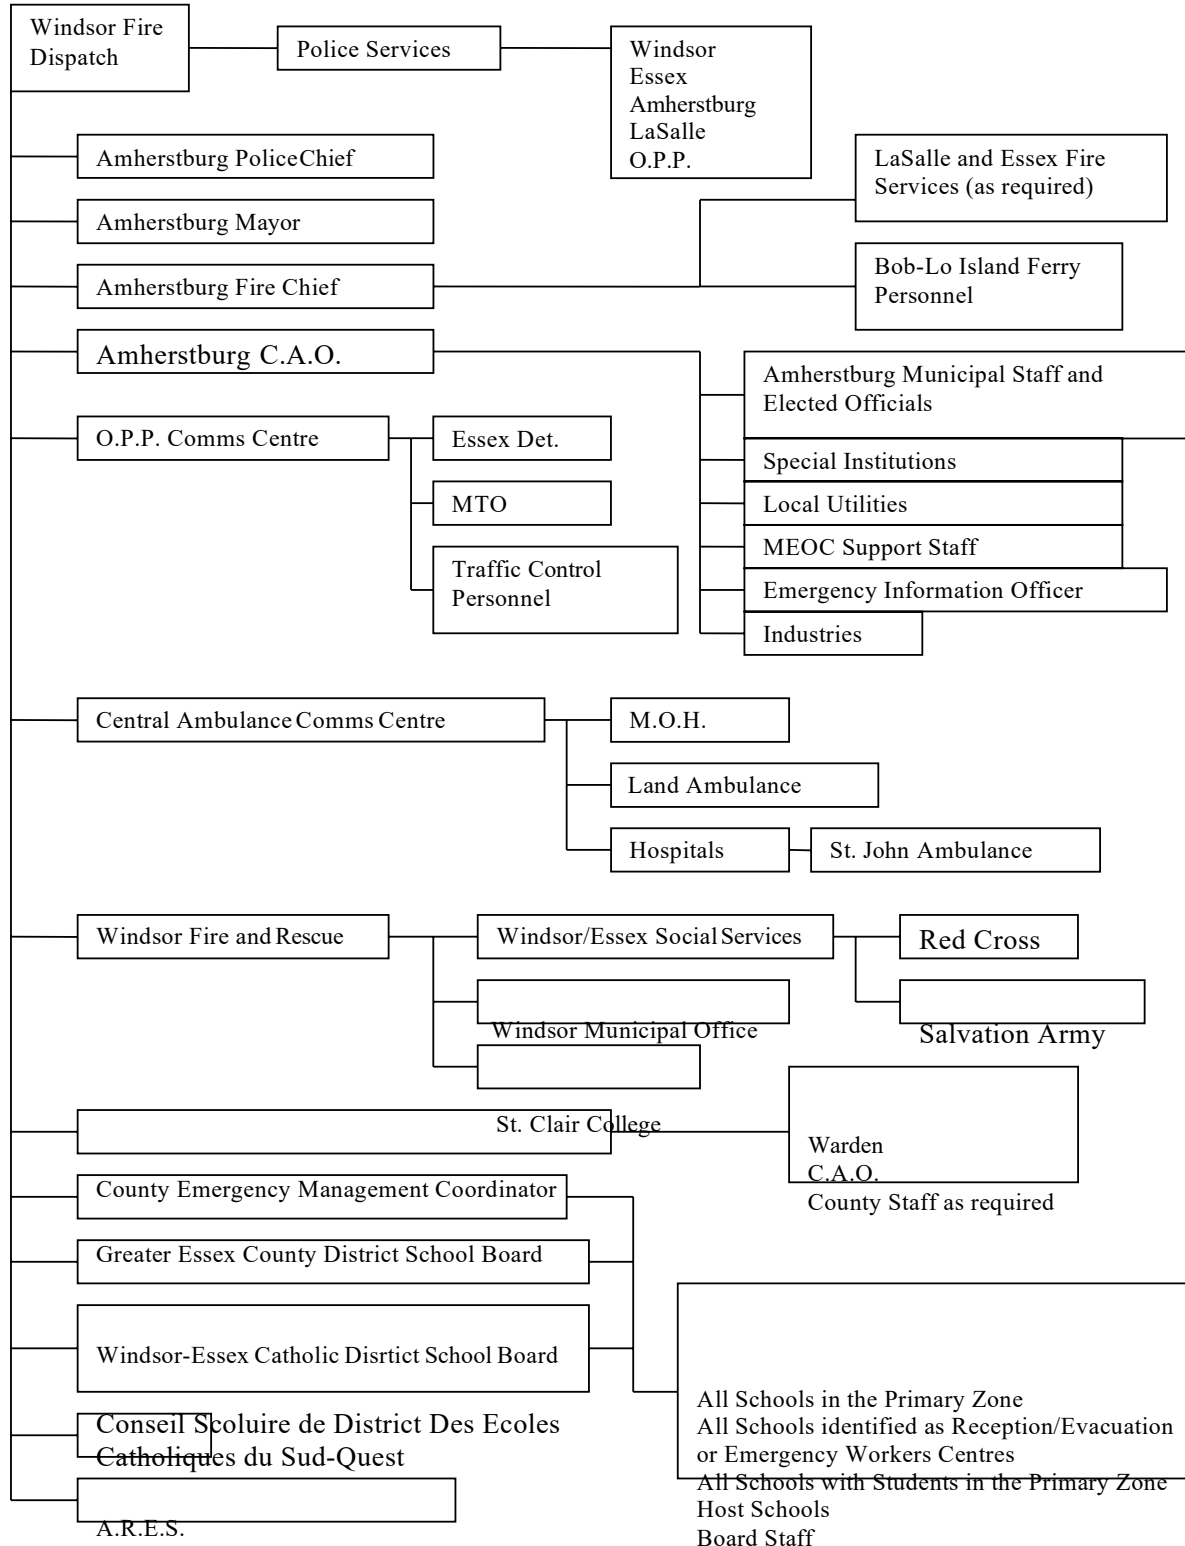 Windsor Fire
Dispatch
Police Services
Windsor
Essex
Amherstburg
LaSalle
O.P.P.
Amherstburg Police Chief
LaSalle and Essex Fire
Services (as required)
Amherstburg Mayor
Amherstburg Fire Chief
Bob-Lo Island Ferry
Personnel
Amherstburg C.A.O.
Amherstburg Municipal Staff and
Elected Officials
Special Institutions
Local Utilities
MEOC Support Staff
Emergency Information Officer
Industries
O.P.P. Comms Centre
Essex Det.
MTO
Traffic Control
Personnel
Central Ambulance Comms Centre
M.O.H.
Land Ambulance
Hospitals
St. John Ambulance
Windsor Fire and Rescue
Windsor/Essex Social Services
Red Cross
Windsor Municipal Office
Salvation Army
St. Clair College
Warden
C.A.O.
County Staff as required
County Emergency Management Coordinator
Greater Essex County District School Board
Windsor-Essex Catholic Disrtict School Board
All Schools in the Primary Zone
All Schools identified as Reception/Evacuation
or Emergency Workers Centres
All Schools with Students in the Primary Zone
Host Schools
Board Staff
Conseil Scoluire de District Des Ecoles
Catholiques du Sud-Quest
A.R.E.S.